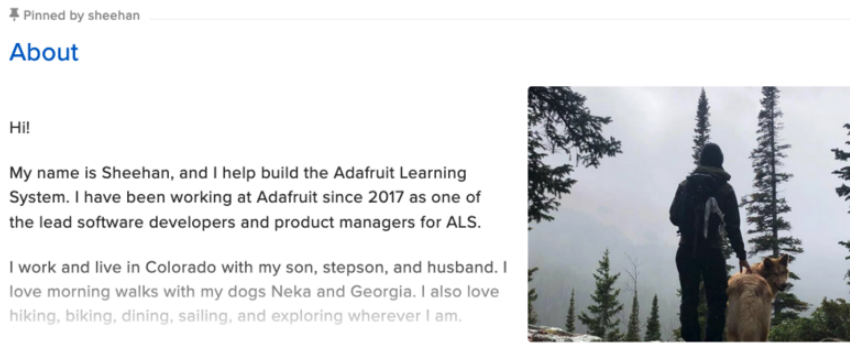 Pinned by sheehan
About
Hi!
My name is Sheehan, and I help build the Adafruit Learning
System. I have been working at Adafruit since 2017 as one of
the lead software developers and product managers for ALS.
I work and live in Colorado with my son, stepson, and husband. I
love morning walks with my dogs Neka and Georgia. I also love
hiking, biking, dining, sailing, and exploring wherever I am.